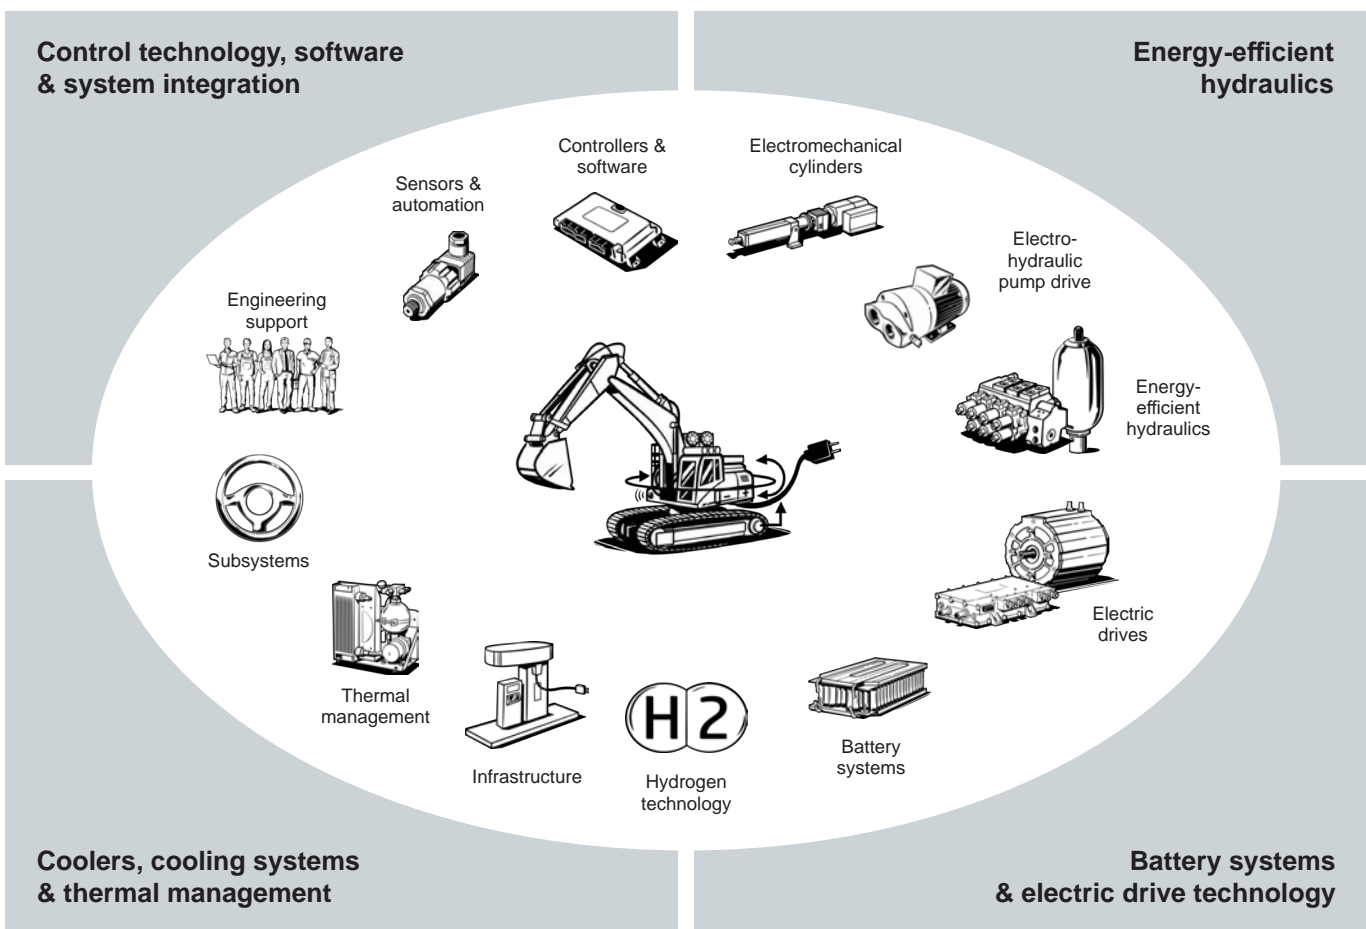 Control technology, software
& system integration
Energy-efficient
hydraulics
Controllers &
software
Electromechanical
cylinders
Sensors &
automation
Electro-
hydraulic
pump drive
Engineering
support
Energy-
efficient
hydraulics
Subsystems
Electric
drives
Thermal
management
Infrastructure
H2
Hydrogen
technology
Battery
systems
Coolers, cooling systems
& thermal management
Battery systems
& electric drive technology